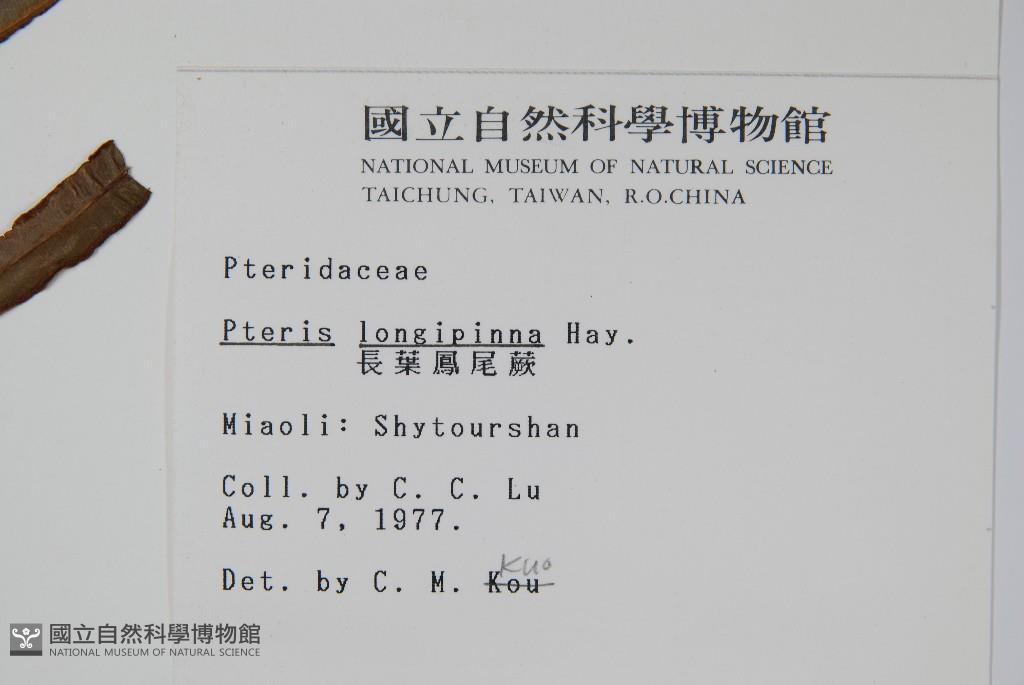 國立自然科學博物館
NATIONAL MUSEUM OF NATURAL SCIENCE
TAICHUNG, TAIWAN, R.O.CHINA
Pteridaceae
Pteris longipinna Hay.
長葉鳳尾蕨
Miaoli: Shytourshan
Coll. by C. C. Lu
Aug. 7, 1977.
Kuo
Det. by C. M. Kou
國立自然科學博物館
NATIONAL MUSEUM OF NATURAL SCIENCE